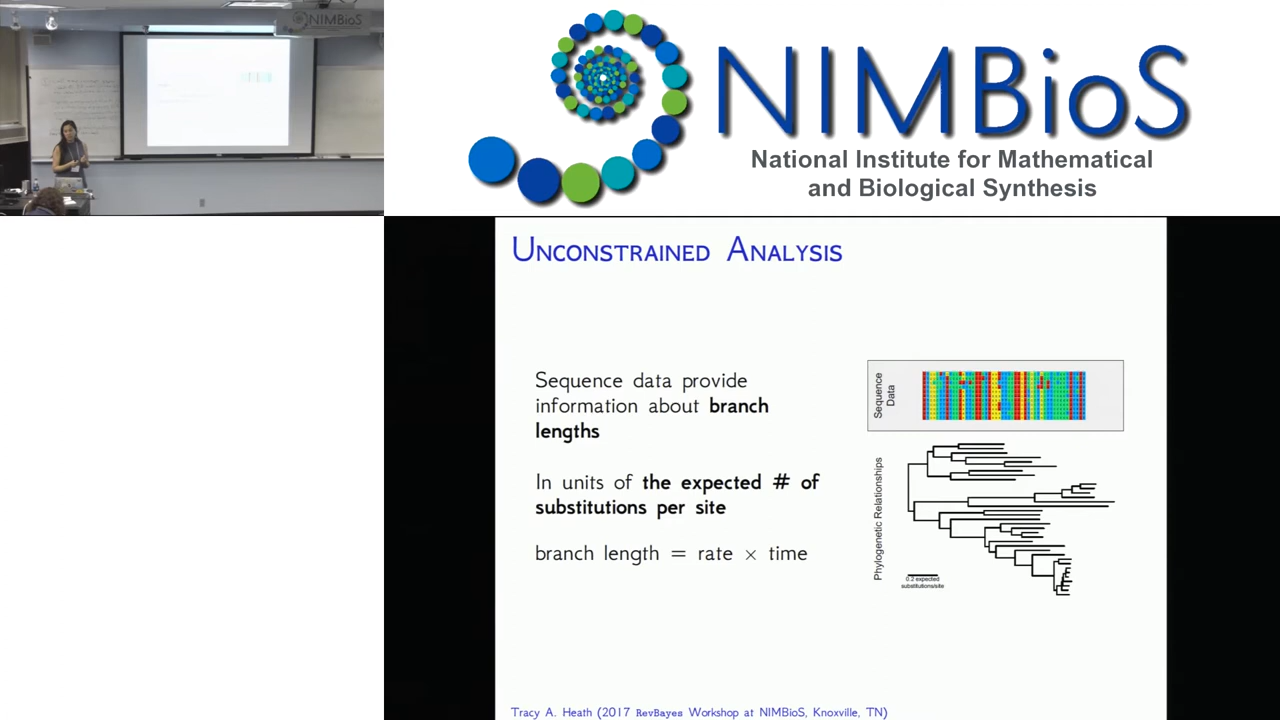 NIMBioS
NIMBioS
National Institute for Mathematical
and Biological Synthesis
UNCONSTRAINED ANALYSIS
Sequence data provide
information about branch
lengths
In units of the expected # of
substitutions per site
branch length = rate × time
Sequence
Data
Phylogenetic Relationships
0.2 expected
substitutions/site
Tracy A. Heath (2017 RevBayes Workshop at NIMBioS, Knoxville, TN)